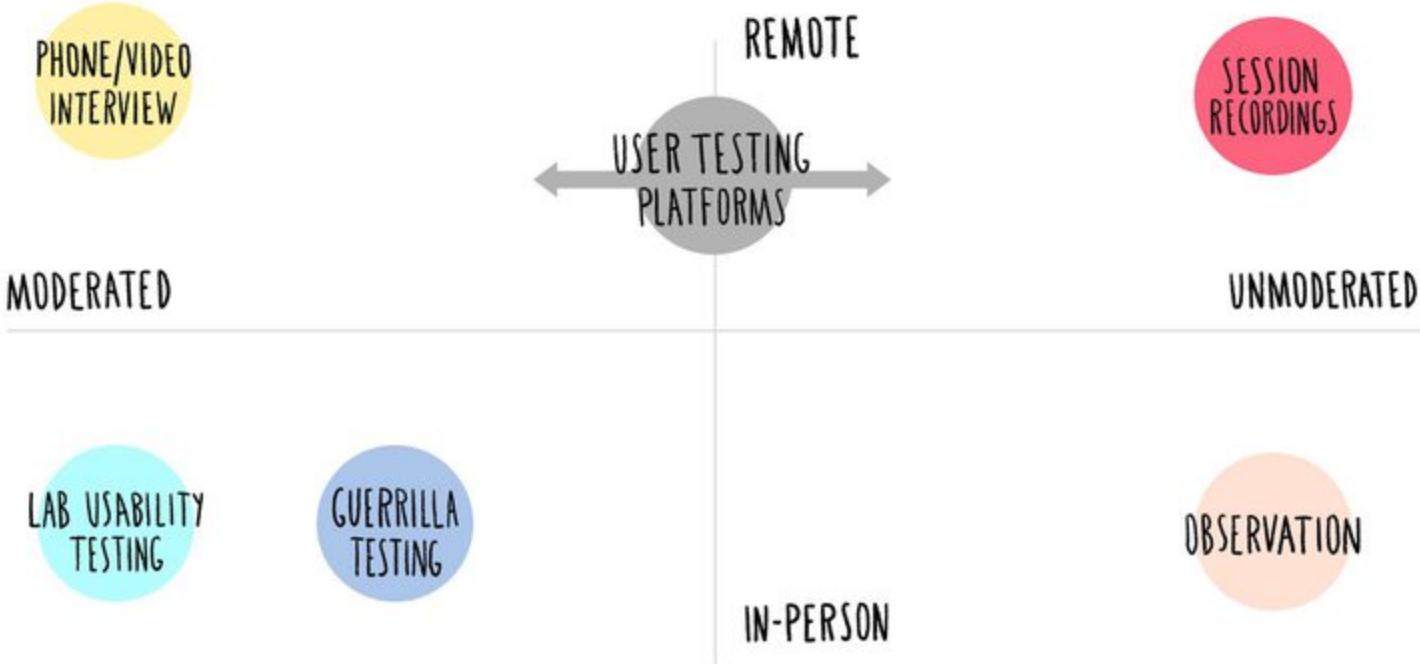 PHONE/VIDEO
INTERVIEW
REMOTE
SESSION
RECORDINGS
USER TESTING
PLATFORMS
MODERATED
UNMODERATED
LAB USABILITY
TESTING
GUERRILLA
TESTING
OBSERVATION
IN-PERSON